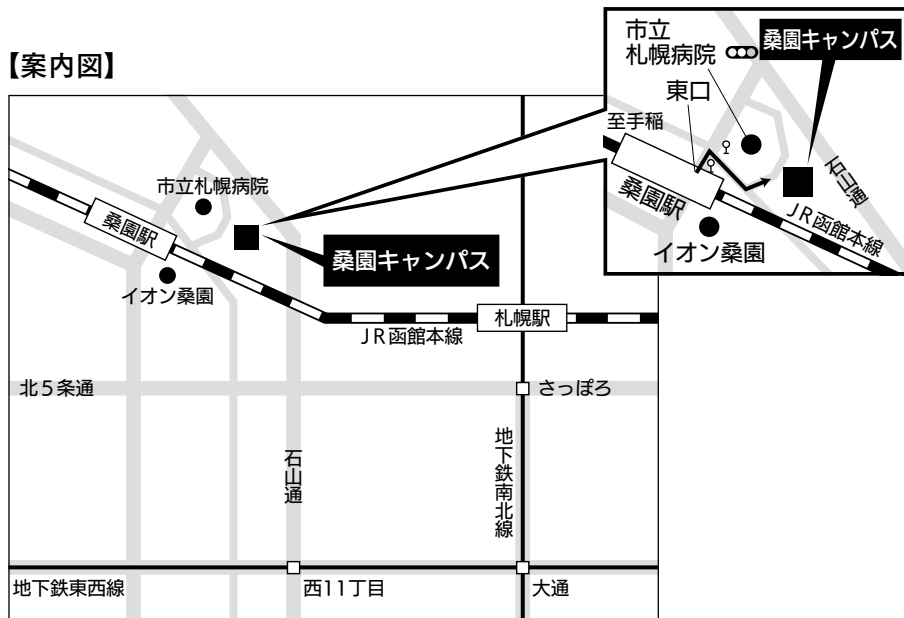 【案内図】
市立
札幌病院
桑園キャンパス
東口
至手稲
桑園駅
石山通
JR函館本線
イオン桑園
市立札幌病院
桑園駅
桑園キャンパス
イオン桑園
札幌駅
JR函館本線
北5条通
さっぽろ
石山通
地下鉄南北線
地下鉄東西線
西11丁目
大通